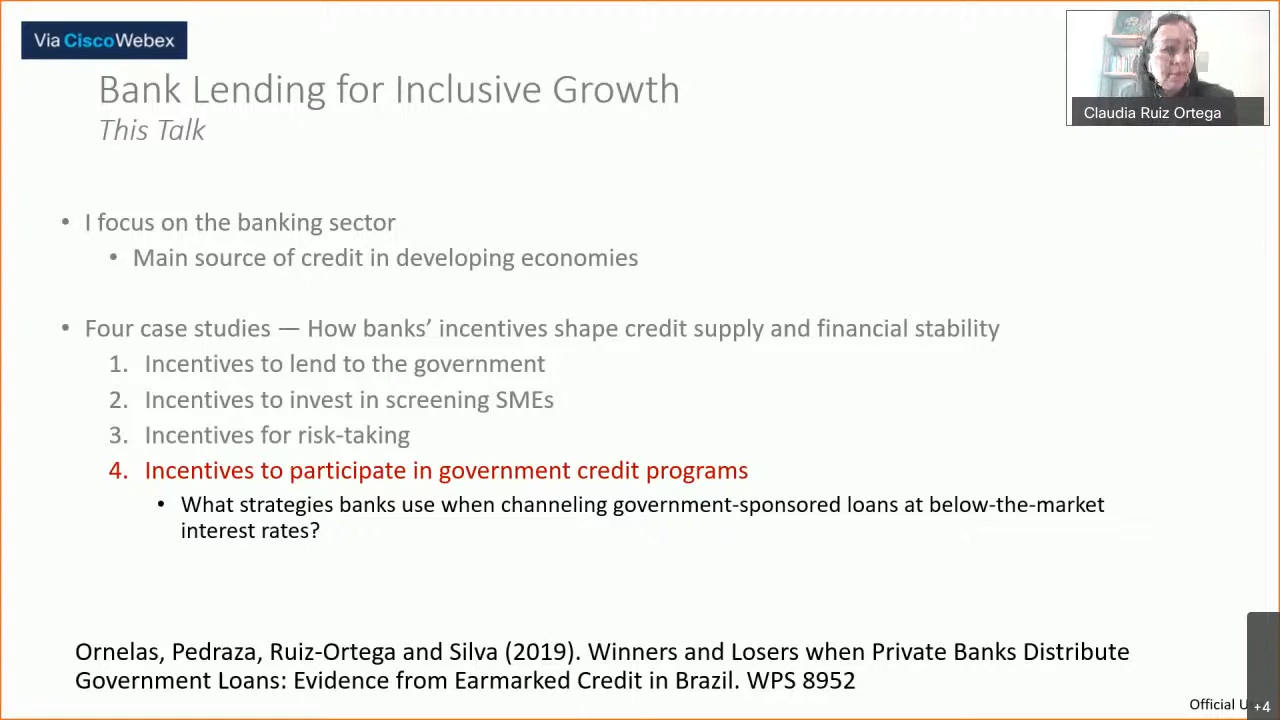 Via CiscoWebex
Claudia Ruiz Ortega
Bank Lending for Inclusive Growth
This Talk
• I focus on the banking sector
• Main source of credit in developing economies
• Four case studies — How banks’ incentives shape credit supply and financial stability
1. Incentives to lend to the government
2. Incentives to invest in screening SMEs
3. Incentives for risk-taking
4. Incentives to participate in government credit programs
• What strategies banks use when channeling government-sponsored loans at below-the-market
interest rates?
Ornelas, Pedraza, Ruiz-Ortega and Silva (2019). Winners and Losers when Private Banks Distribute
Government Loans: Evidence from Earmarked Credit in Brazil. WPS 8952
Official
+4